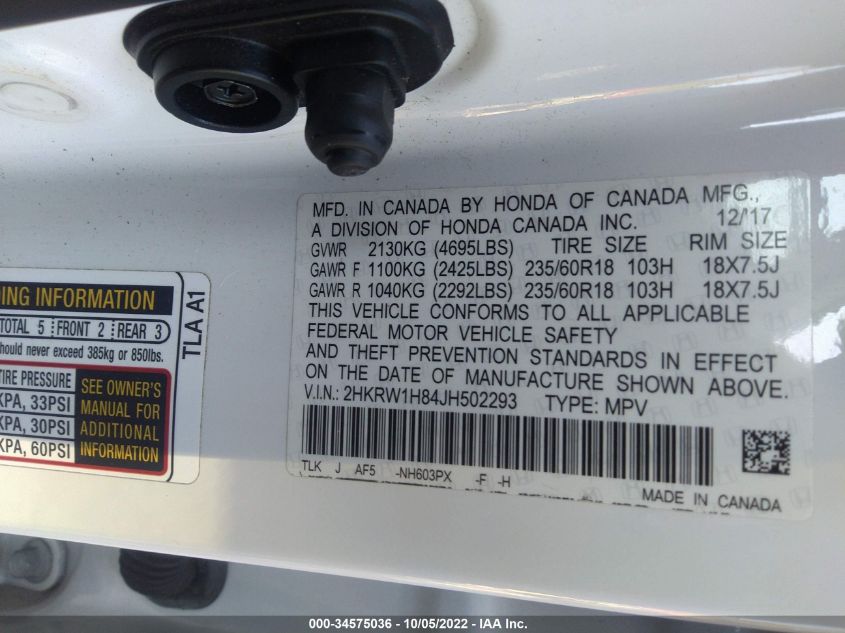 MFD. IN CANADA BY HONDA OF CANADA MFG.,
A DIVISION OF HONDA CANADA INC. 12/17
GVWR 2130KG (4695LBS) TIRE SIZE RIM SIZE
GAWR F 1100KG (2425LBS) 235/60R18 103H 18X7.5J
GAWR R 1040KG (2292LBS) 235/60R18 103H 18X7.5J
THIS VEHICLE CONFORMS TO ALL APPLICABLE
FEDERAL MOTOR VEHICLE SAFETY
AND THEFT PREVENTION STANDARDS IN EFFECT
ON THE DATE OF MANUFACTURE SHOWN ABOVE.
V.I.N.: 2HKRW1H84JH502293 TYPE: MPV
TLK J AF5 -NH603PX -F -H
MADE IN CANADA
INFORMATION
TOTAL 5 FRONT 2 REAR 3
should never exceed 385kg or 850lbs.
TIRE PRESSURE
KPA, 33PSI
KPA, 30PSI
KPA, 60PSI
SEE OWNER'S
MANUAL FOR
ADDITIONAL
INFORMATION
TLA A1
000-34575036 - 10/05/2022 - IAA Inc.